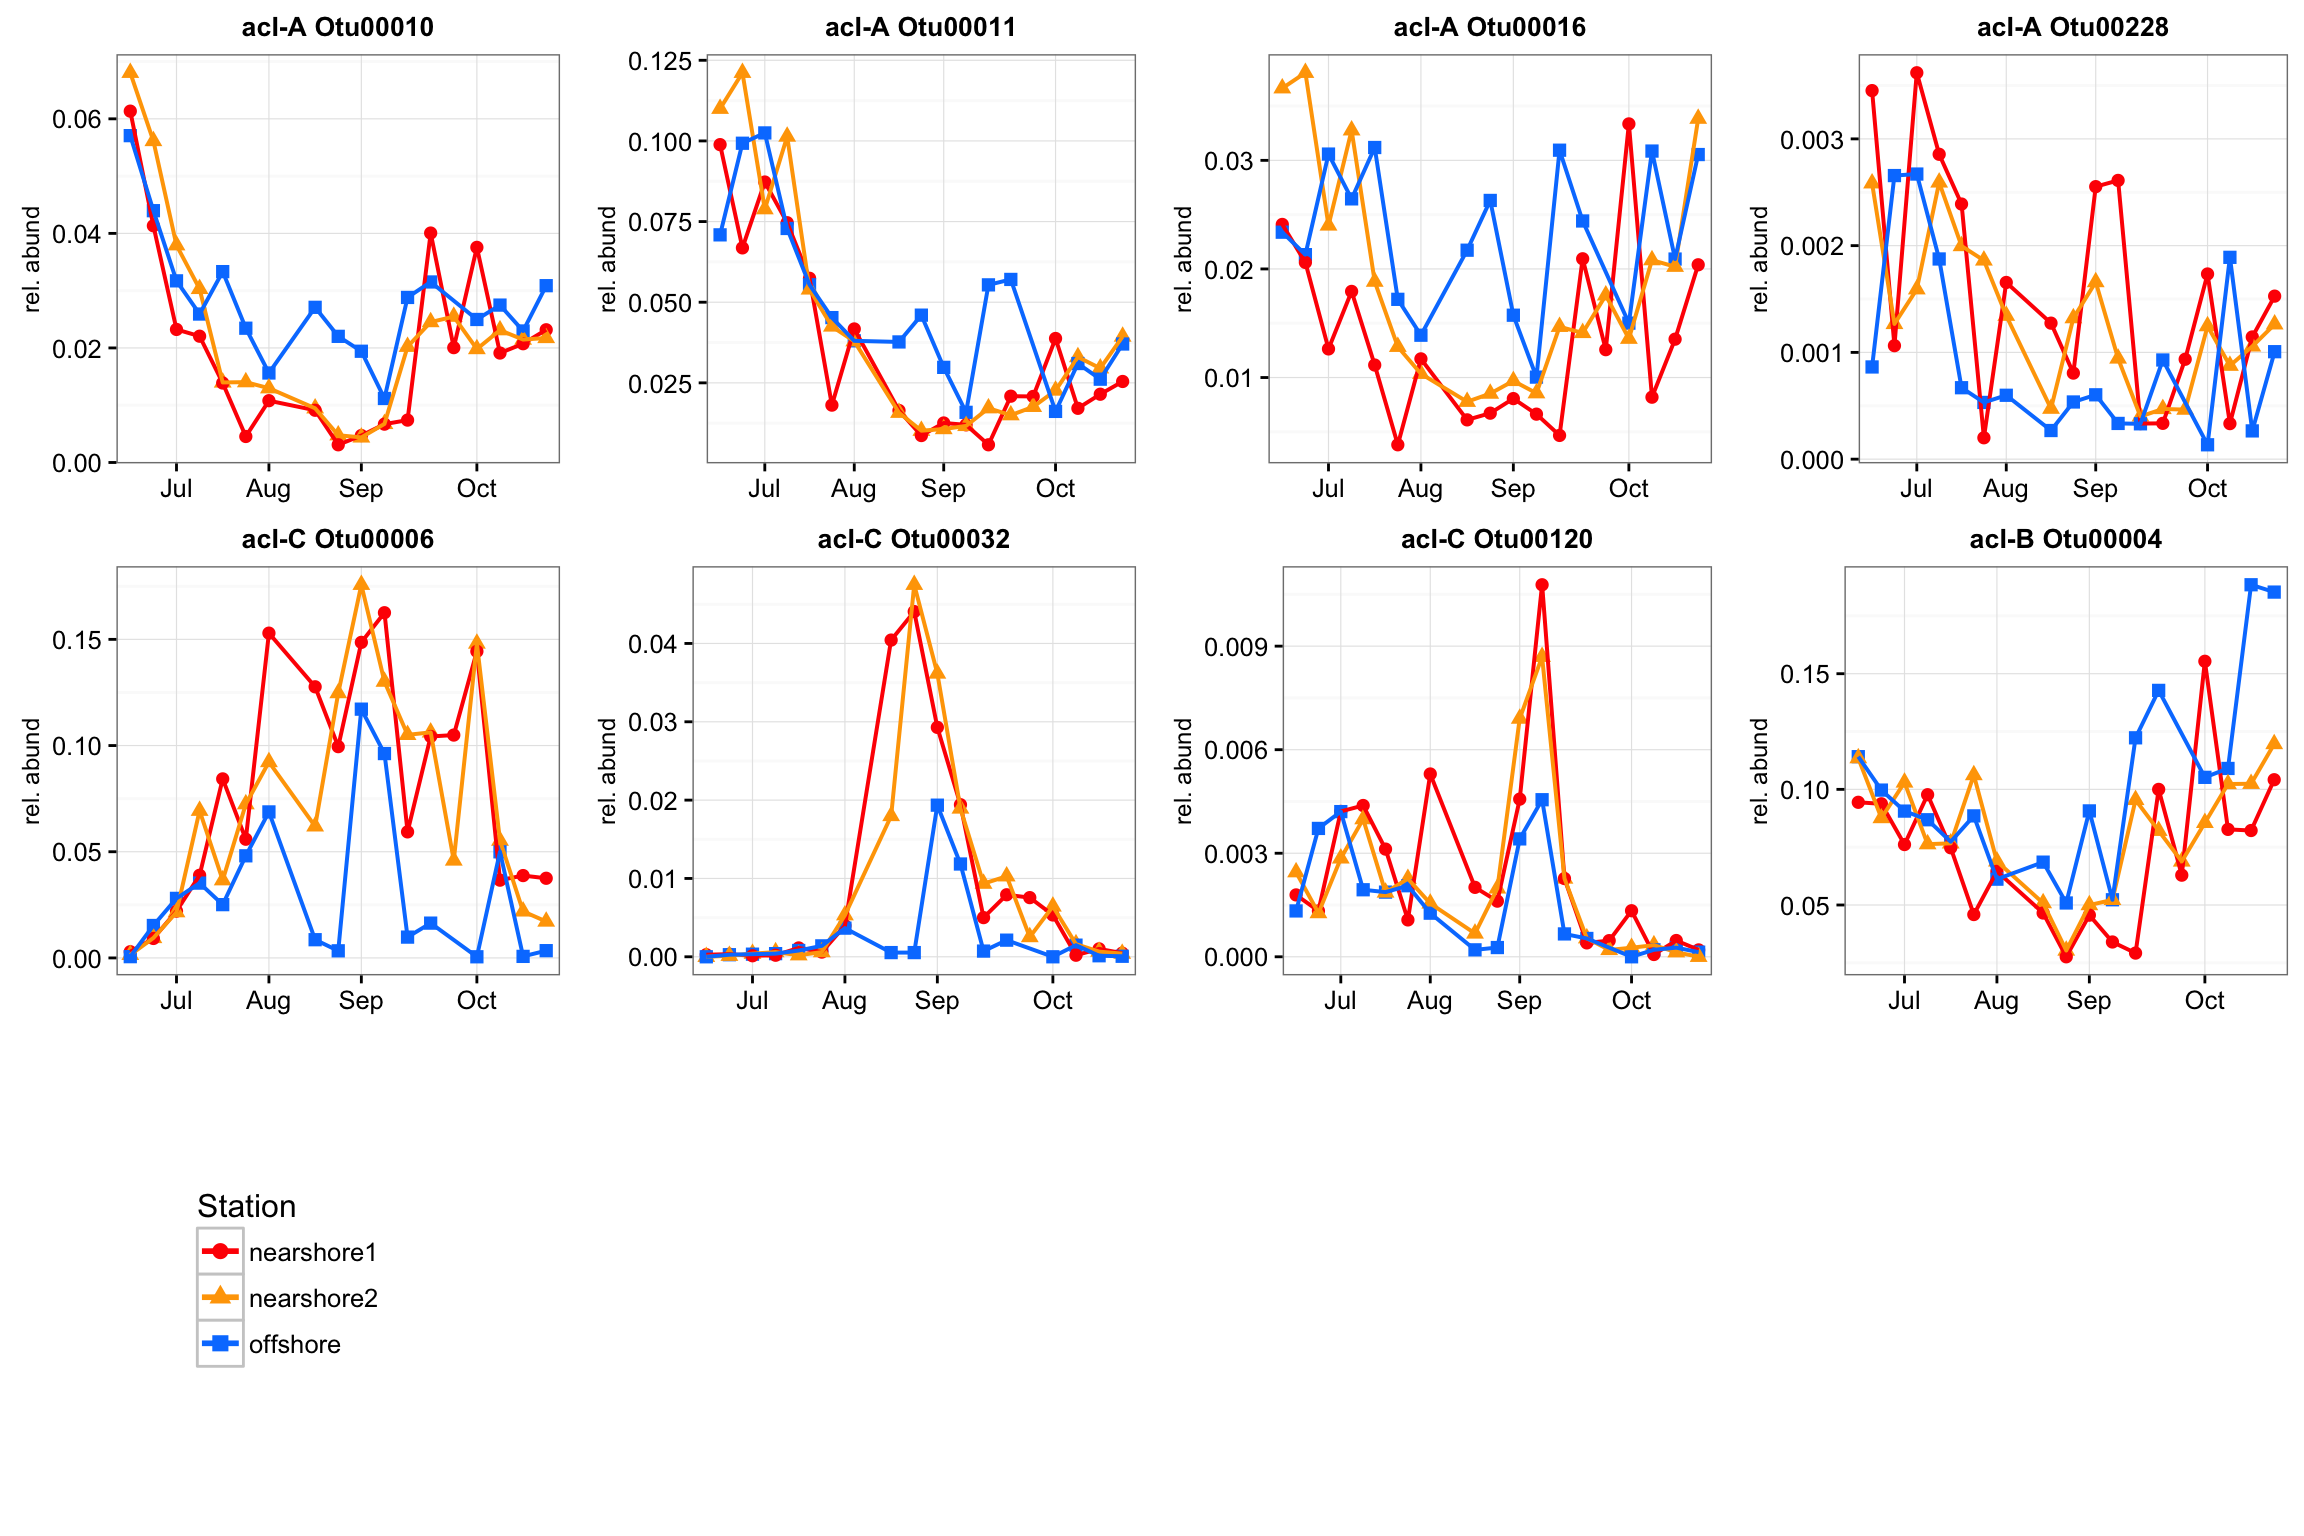 acI-A Otu00010
acI-A Otu00011
acI-A Otu00016
acI-A Otu00228
rel. abund
0.06
0.04
0.02
0.00
Jul Aug Sep Oct
rel. abund
0.125
0.100
0.075
0.050
0.025
Jul Aug Sep Oct
rel. abund
0.03
0.02
0.01
Jul Aug Sep Oct
rel. abund
0.003
0.002
0.001
0.000
Jul Aug Sep Oct
acI-C Otu00006
acI-C Otu00032
acI-C Otu00120
acI-B Otu00004
rel. abund
0.15
0.10
0.05
0.00
Jul Aug Sep Oct
rel. abund
0.04
0.03
0.02
0.01
0.00
Jul Aug Sep Oct
rel. abund
0.009
0.006
0.003
0.000
Jul Aug Sep Oct
rel. abund
0.15
0.10
0.05
Jul Aug Sep Oct
Station
nearshore1
nearshore2
offshore